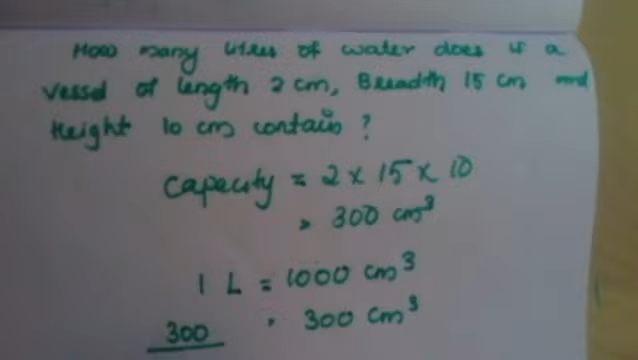 How many litres of water does if a
vessel of length 2 cm, Breadth 15 cm and
Height 10 cm contain?
Capacity = 2 x 15 x 10
= 300 cm³
1 L = 1000 cm³
300 = 300 cm³